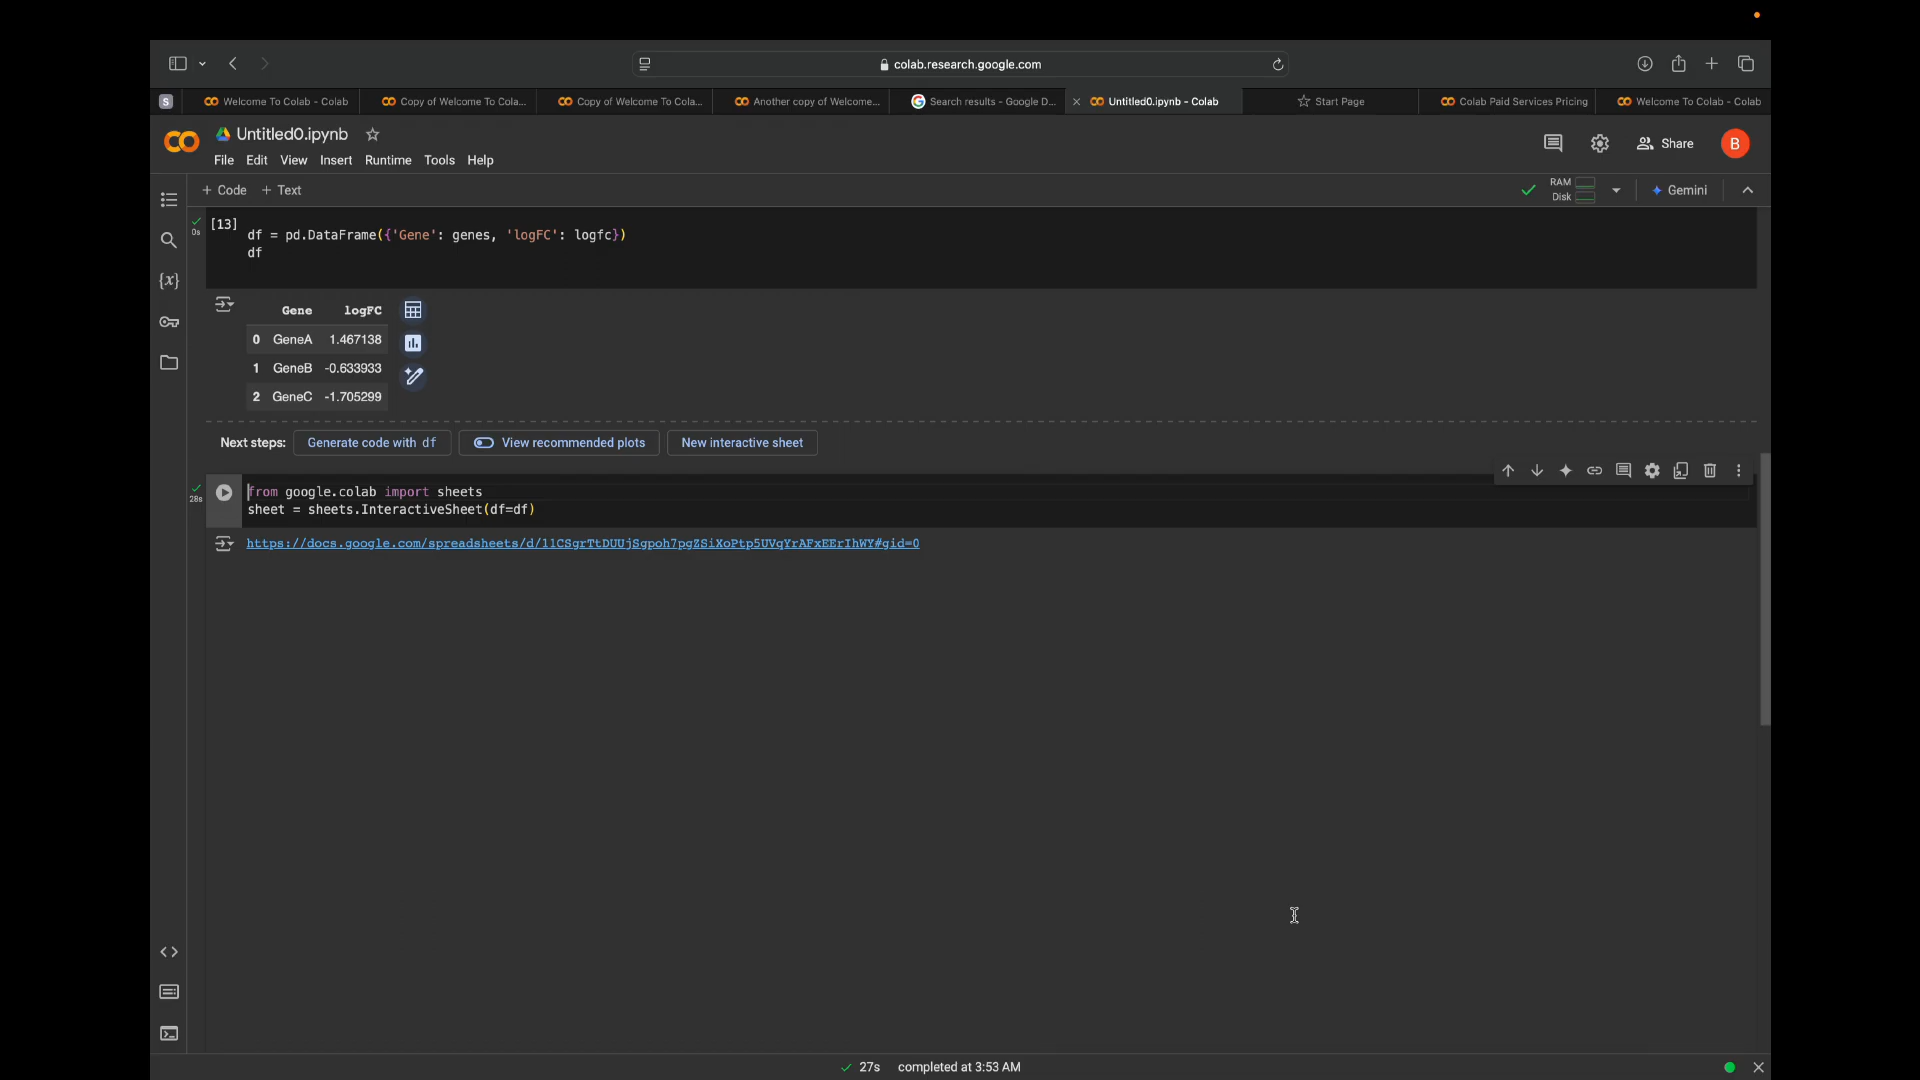 colab.research.google.com
S
Welcome To Colab - Colab
Copy of Welcome To Cola...
Copy of Welcome To Cola...
Another copy of Welcome...
Search results - Google D...
Untitled0.ipynb - Colab
Start Page
Colab Paid Services Pricing
Welcome To Colab - Colab
Untitled0.ipynb
File Edit View Insert Runtime Tools Help
Share
B
+ Code + Text
RAM
Disk
Gemini
[13]
0s
df = pd.DataFrame({'Gene': genes, 'logFC': logfc})
df
Gene logFC
0 GeneA 1.467138
1 GeneB -0.633933
2 GeneC -1.705299
Next steps: Generate code with df View recommended plots New interactive sheet
28s
from google.colab import sheets
sheet = sheets.InteractiveSheet(df=df)
https://docs.google.com/spreadsheets/d/1lCSgrTtDUUjSgpoh7pgZSiXoPtp5UVqYrAFxEErIhWY#gid=0
{x}
27s completed at 3:53 AM